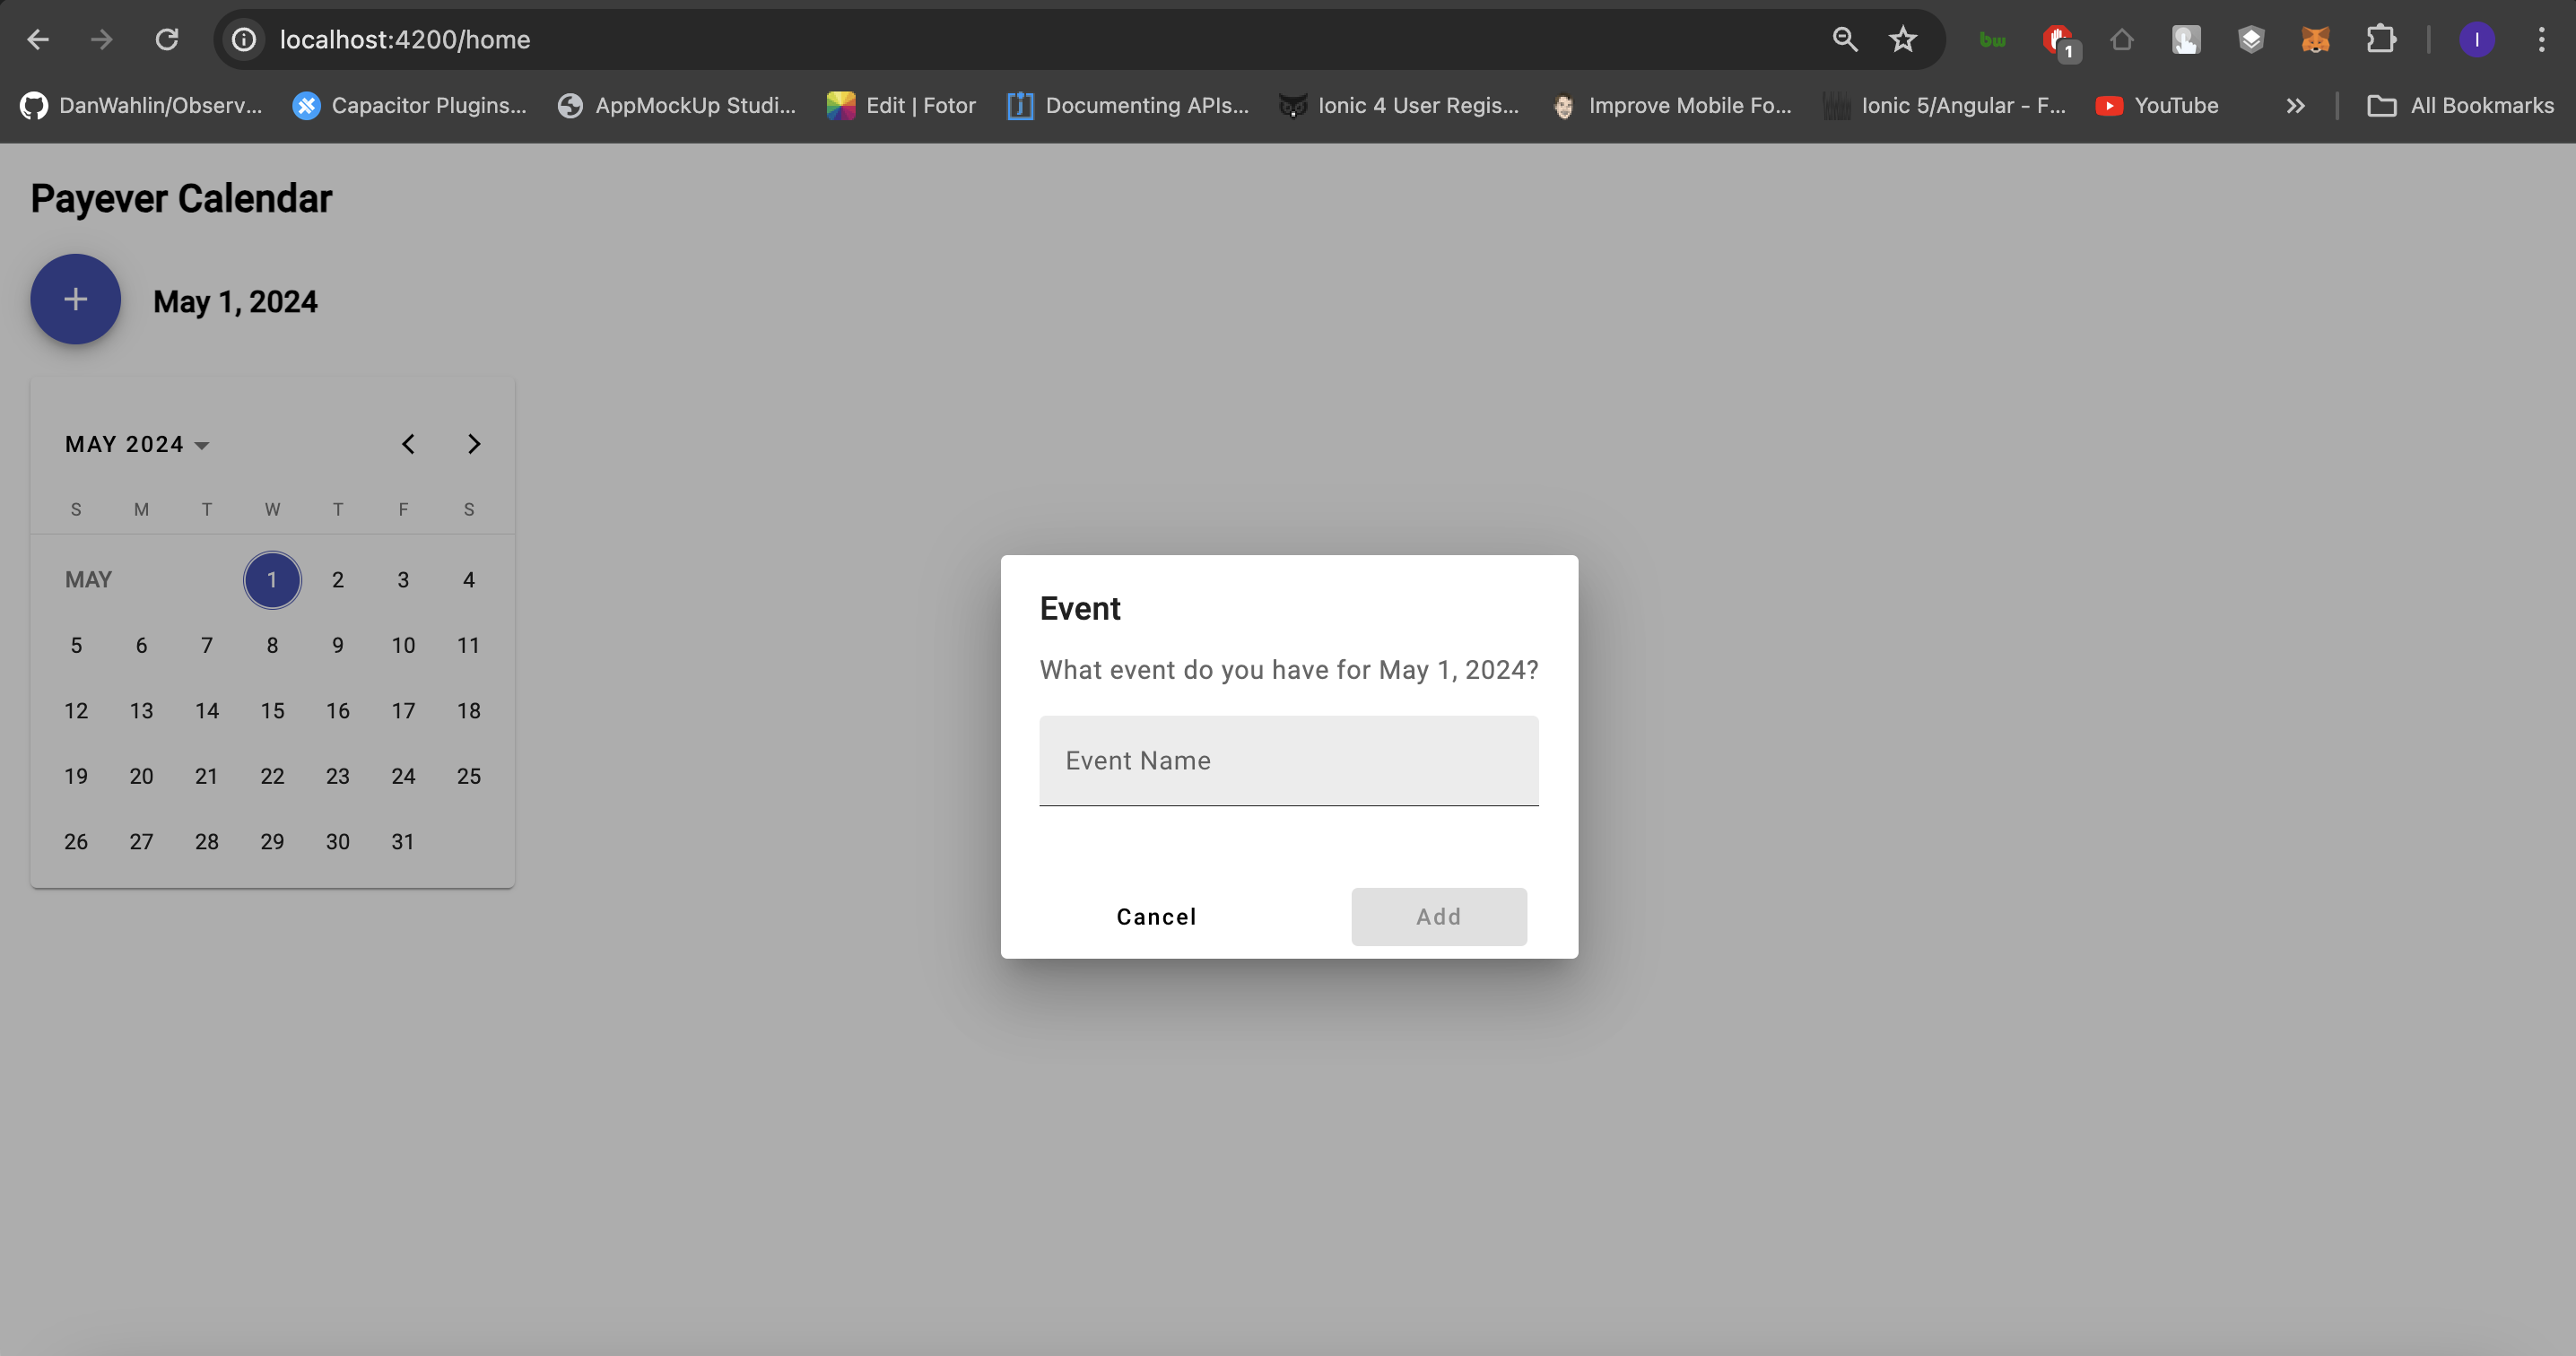 localhost:4200/home
bw
1
I
DanWahlin/Observ...
Capacitor Plugins...
AppMockUp Studi...
Edit | Fotor
[j]
Documenting APIs...
Ionic 4 User Regis...
Improve Mobile Fo...
Ionic 5/Angular - F...
YouTube
All Bookmarks
Payever Calendar
+ May 1, 2024
MAY 2024
S M T W T F S
MAY 1 2 3 4
5 6 7 8 9 10 11
12 13 14 15 16 17 18
19 20 21 22 23 24 25
26 27 28 29 30 31
Event
What event do you have for May 1, 2024?
Event Name
Cancel Add